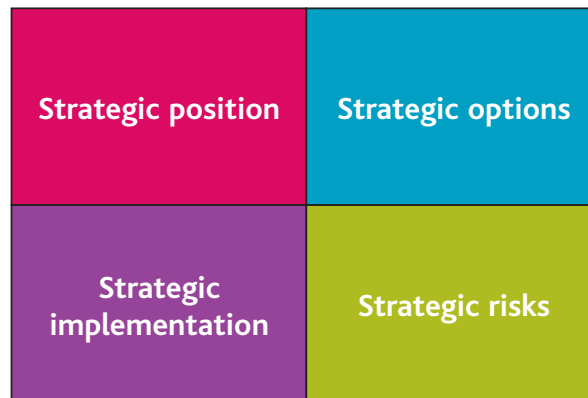 Strategic position
Strategic options
Strategic
implementation
Strategic risks